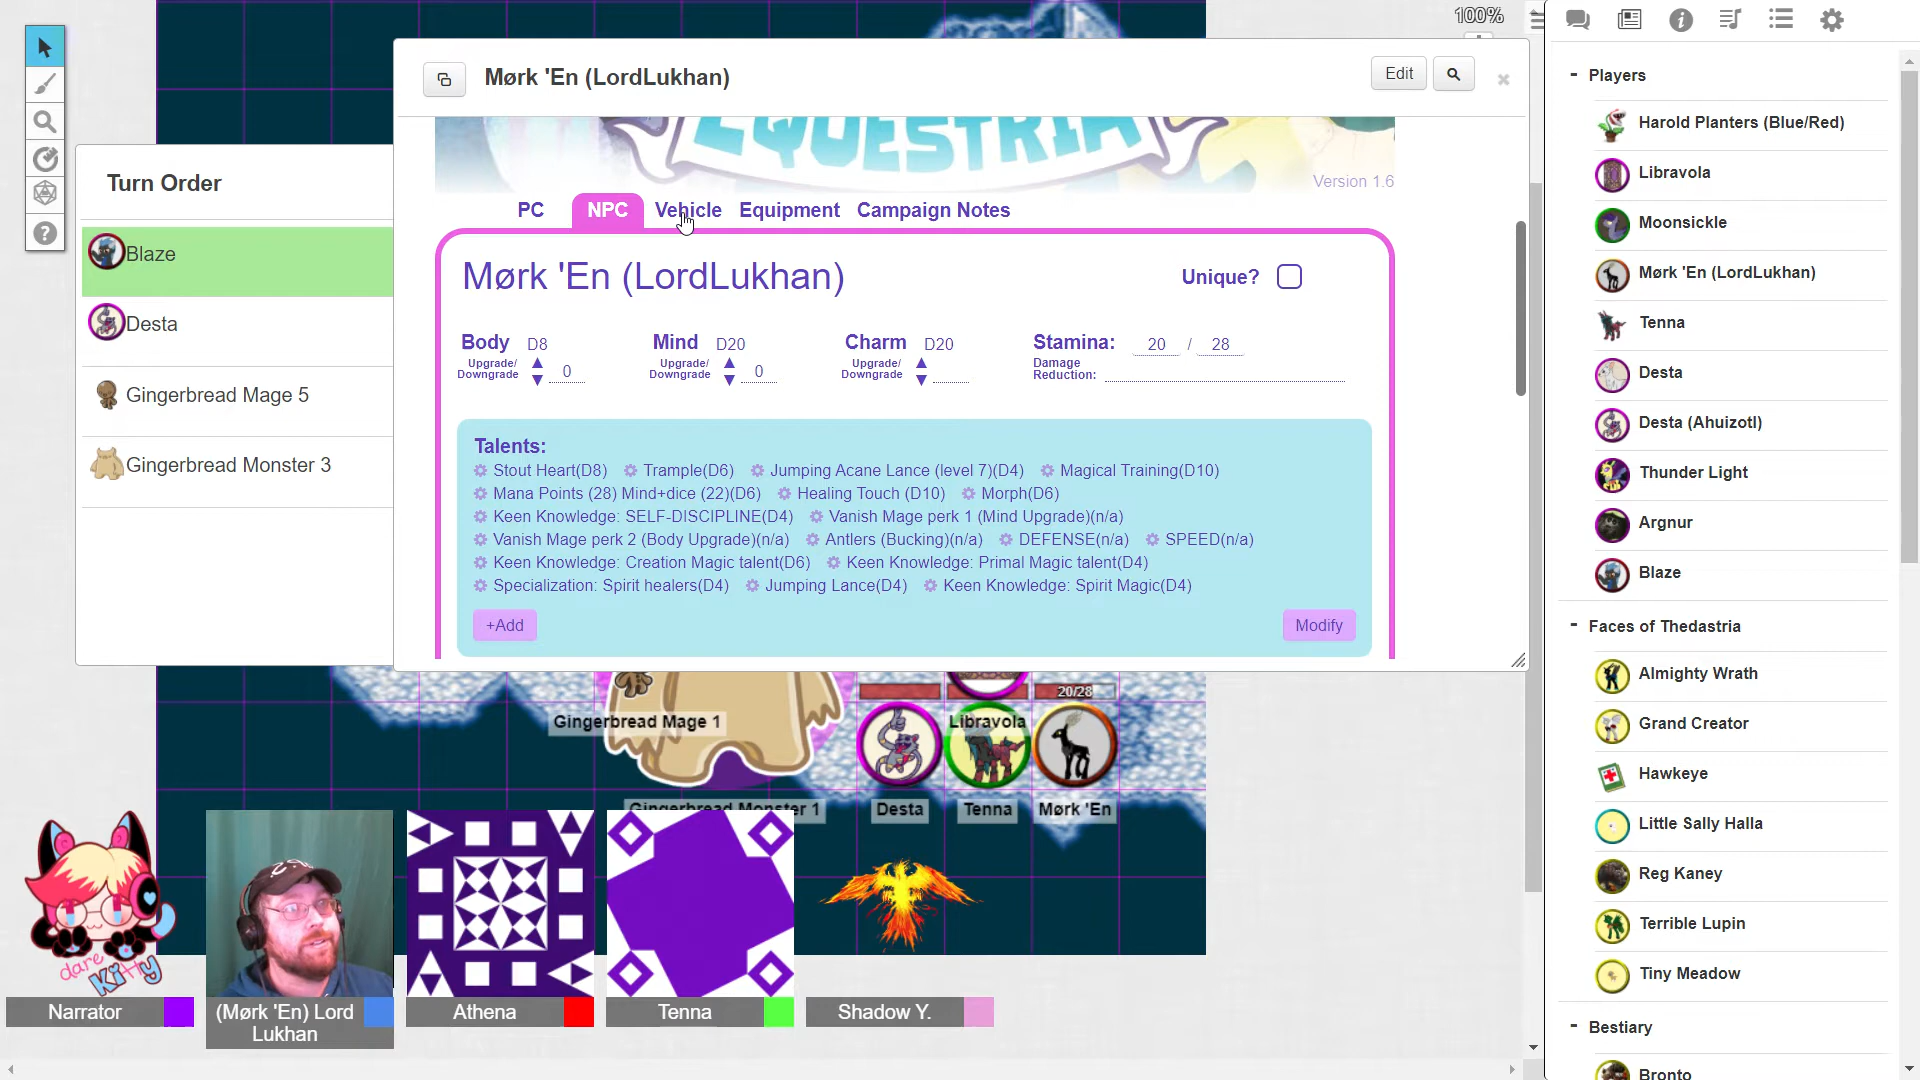 100%
Mørk 'En (LordLukhan)
Edit
EQUESTRIA
Version 1.6
PC NPC Vehicle Equipment Campaign Notes
Mørk 'En (LordLukhan)
Unique?
Body D8
Upgrade/
Downgrade
0
Mind D20
Upgrade/
Downgrade
0
Charm D20
Upgrade/
Downgrade
Stamina: 20 / 28
Damage
Reduction:
Talents:
Stout Heart(D8) Trample(D6) Jumping Acane Lance (level 7)(D4) Magical Training(D10)
Mana Points (28) Mind+dice (22)(D6) Healing Touch (D10) Morph(D6)
Keen Knowledge: SELF-DISCIPLINE(D4) Vanish Mage perk 1 (Mind Upgrade)(n/a)
Vanish Mage perk 2 (Body Upgrade)(n/a) Antlers (Bucking)(n/a) DEFENSE(n/a) SPEED(n/a)
Keen Knowledge: Creation Magic talent(D6) Keen Knowledge: Primal Magic talent(D4)
Specialization: Spirit healers(D4) Jumping Lance(D4) Keen Knowledge: Spirit Magic(D4)
+Add
Modify
Turn Order
Blaze
Desta
Gingerbread Mage 5
Gingerbread Monster 3
20/28
Gingerbread Mage 1
Libravola
Gingerbread Monster 1
Desta
Tenna
Mørk 'En
dare
Kitty
Narrator
(Mørk 'En) Lord
Lukhan
Athena
Tenna
Shadow Y.
Players
Harold Planters (Blue/Red)
Libravola
Moonsickle
Mørk 'En (LordLukhan)
Tenna
Desta
Desta (Ahuizotl)
Thunder Light
Argnur
Blaze
Faces of Thedastria
Almighty Wrath
Grand Creator
Hawkeye
Little Sally Halla
Reg Kaney
Terrible Lupin
Tiny Meadow
Bestiary
Bronto